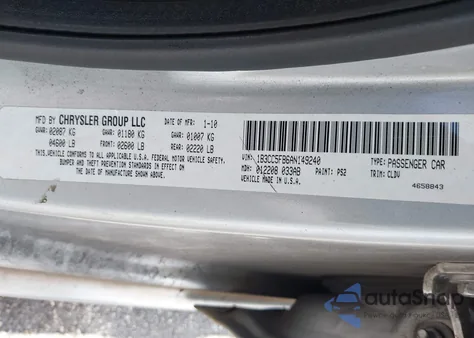 MFD BY CHRYSLER GROUP LLC DATE OF MFR 1-10
GVWR: 02087 KG GAWR: 01180 KG GAWR: 01007 KG
04600 LB FRONT: 02600 LB REAR: 02220 LB
THIS VEHICLE CONFORMS TO ALL APPLICABLE U.S.A. FEDERAL MOTOR VEHICLE SAFETY,
BUMPER AND THEFT PREVENTION STANDARDS IN EFFECT
ON THE DATE OF MANUFACTURE SHOWN ABOVE.
VIN: 1B3CC5FB6AN149240 TYPE: PASSENGER CAR
MDH: 012208 033AB PAINT: PS2 TRIM: CLDV
VEHICLE MADE IN U.S.A. 4658843
autoSnap